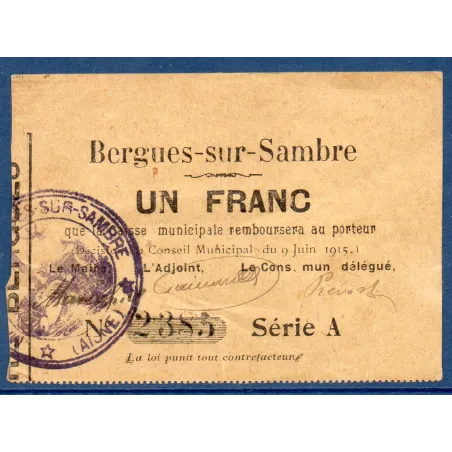 Bergues-sur-Sambre
UN FRANC
que la caisse municipale remboursera au porteur
Conseil Municipal du 9 Juin 1915.)
Le Maire, L'Adjoint, Le Cons. mun délégué,
Prévost
N 2385 Série A
La loi punit tout contrefacteur
S-SUR-SAMBRE
(AISNE)